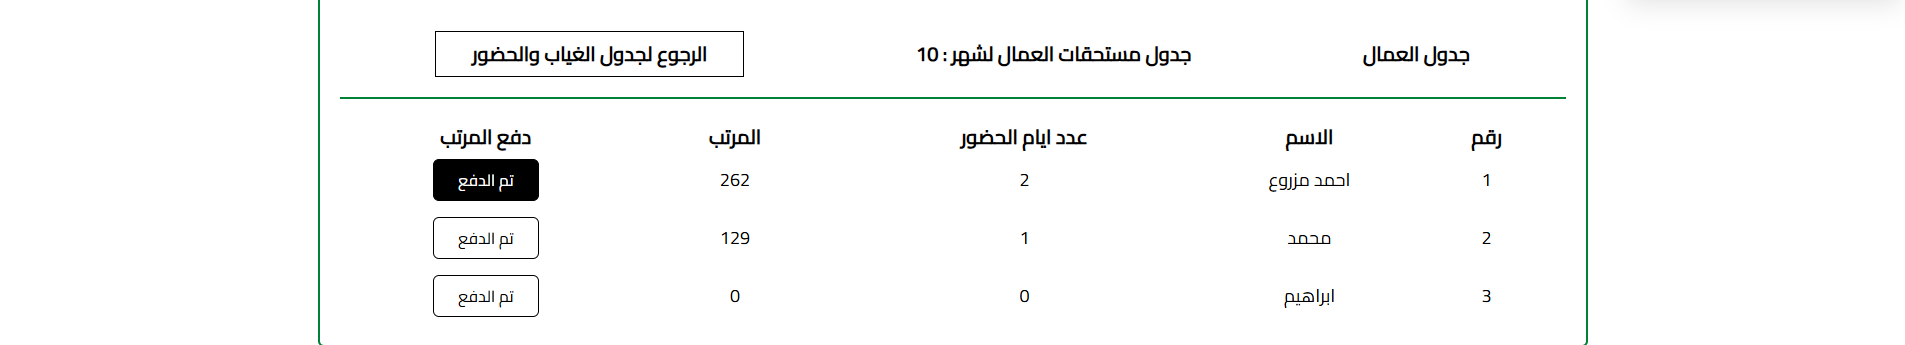 جدول العمال جدول مستحقات العمال لشهر : 10 الرجوع لجدول الغياب والحضور
رقم الاسم عدد ايام الحضور المرتب دفع المرتب
1 احمد مزروع 2 262 تم الدفع
2 محمد 1 129 تم الدفع
3 ابراهيم 0 0 تم الدفع